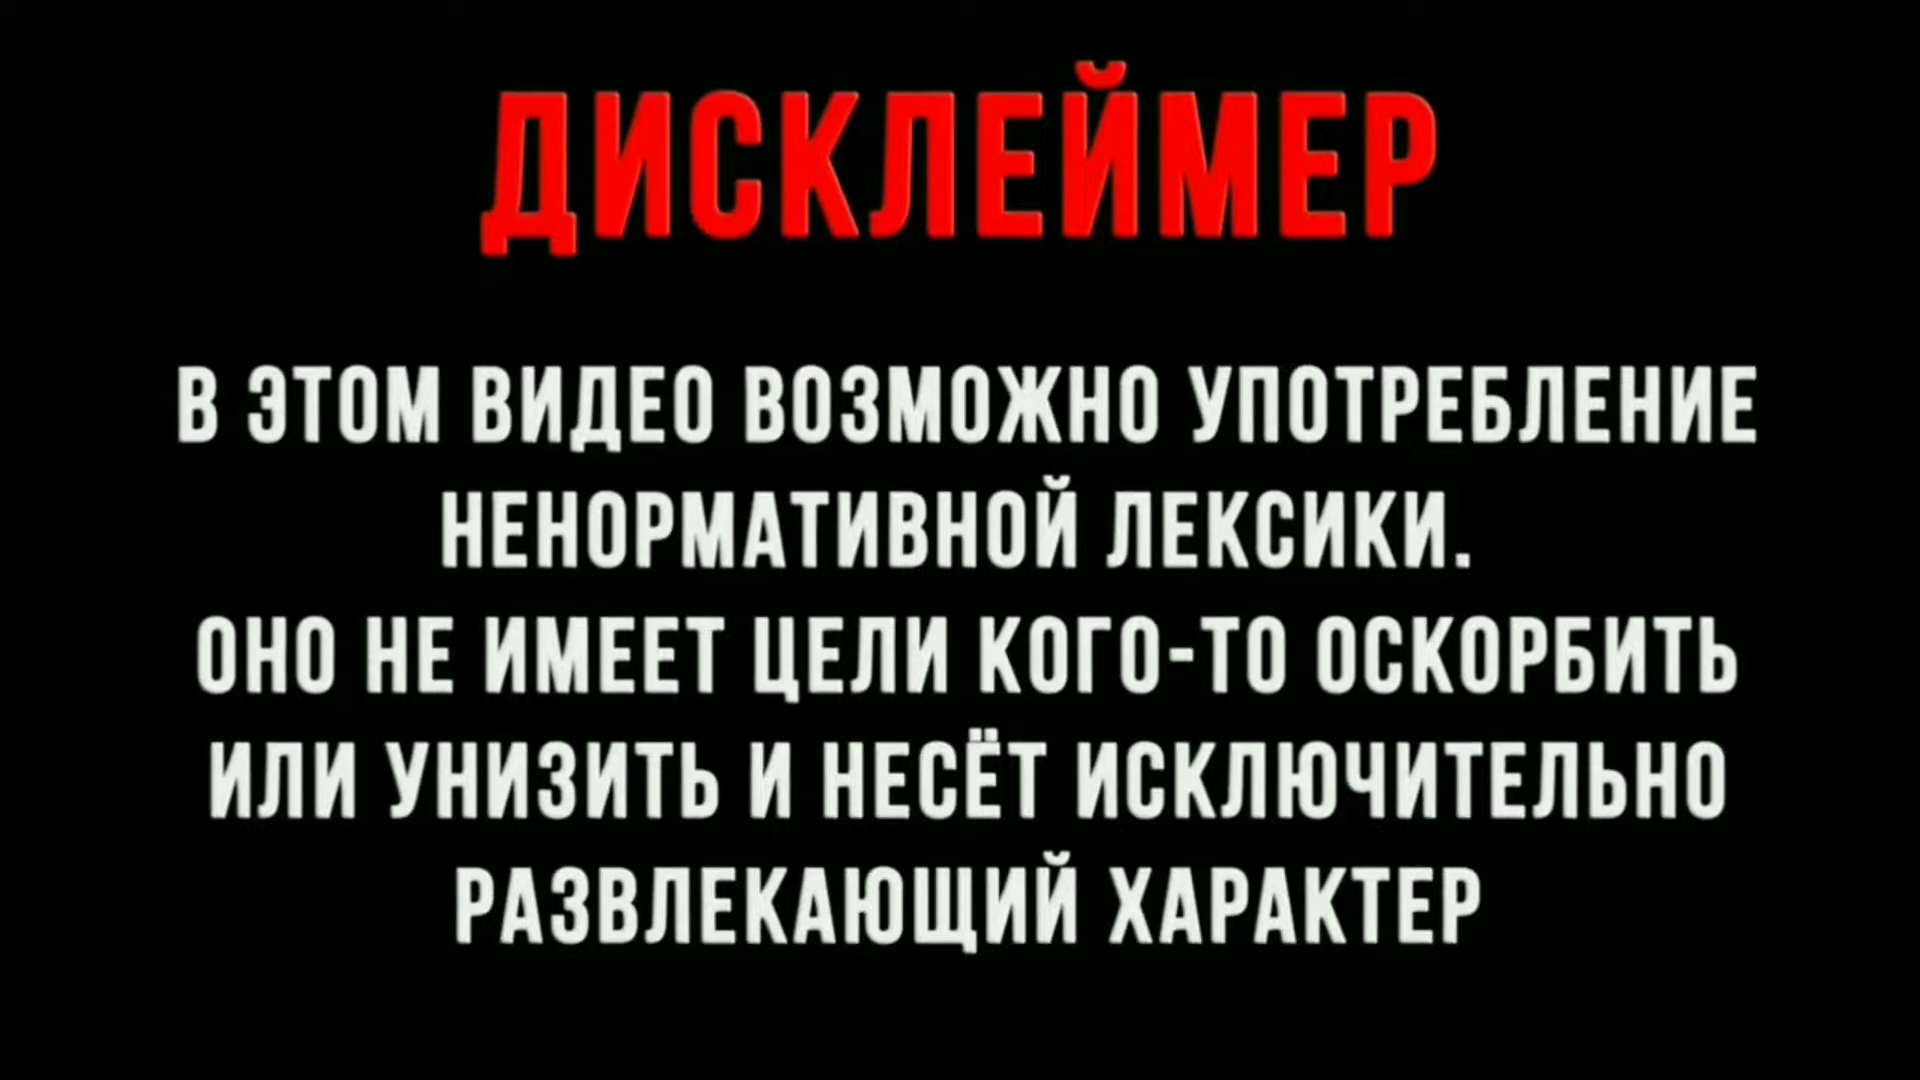 ДИСКЛЕЙМЕР
В ЭТОМ ВИДЕО ВОЗМОЖНО УПОТРЕБЛЕНИЕ
НЕНОРМАТИВНОЙ ЛЕКСИКИ.
ОНО НЕ ИМЕЕТ ЦЕЛИ КОГО-ТО ОСКОРБИТЬ
ИЛИ УНИЗИТЬ И НЕСЁТ ИСКЛЮЧИТЕЛЬНО
РАЗВЛЕКАЮЩИЙ ХАРАКТЕР